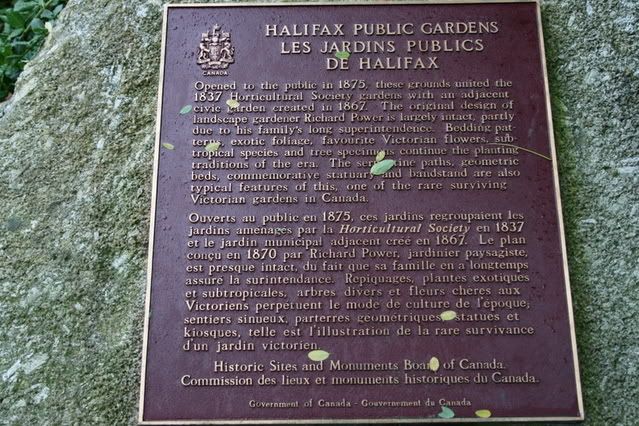 CANADA
HALIFAX PUBLIC GARDENS
LES JARDINS PUBLICS
DE HALIFAX
Opened to the public in 1875, these grounds united the
1837 Horticultural Society gardens with an adjacent
civic garden created in 1867. The original design of
landscape gardener Richard Power is largely intact, partly
due to his family's long superintendence. Bedding pat-
terns, exotic foliage, favourite Victorian flowers, sub-
tropical species and tree specimens continue the planting
traditions of the era. The serpentine paths, geometric
beds, commemorative statuary and bandstand are also
typical features of this, one of the rare surviving
Victorian gardens in Canada.
Ouverts au public en 1875, ces jardins regroupaient les
jardins aménagés par la Horticultural Society en 1837
et le jardin municipal adjacent créé en 1867. Le plan
conçu en 1870 par Richard Power, jardinier paysagiste,
est presque intact, du fait que sa famille en a longtemps
assuré la surintendance. Repiquages, plantes exotiques
et subtropicales, arbres divers et fleurs chères aux
Victoriens perpétuent le mode de culture de l'époque;
sentiers sinueux, parterres géométriques, statues et
kiosques, telle est l'illustration de la rare survivance
d'un jardin victorien.
Historic Sites and Monuments Board of Canada.
Commission des lieux et monuments historiques du Canada.
Government of Canada - Gouvernement du Canada